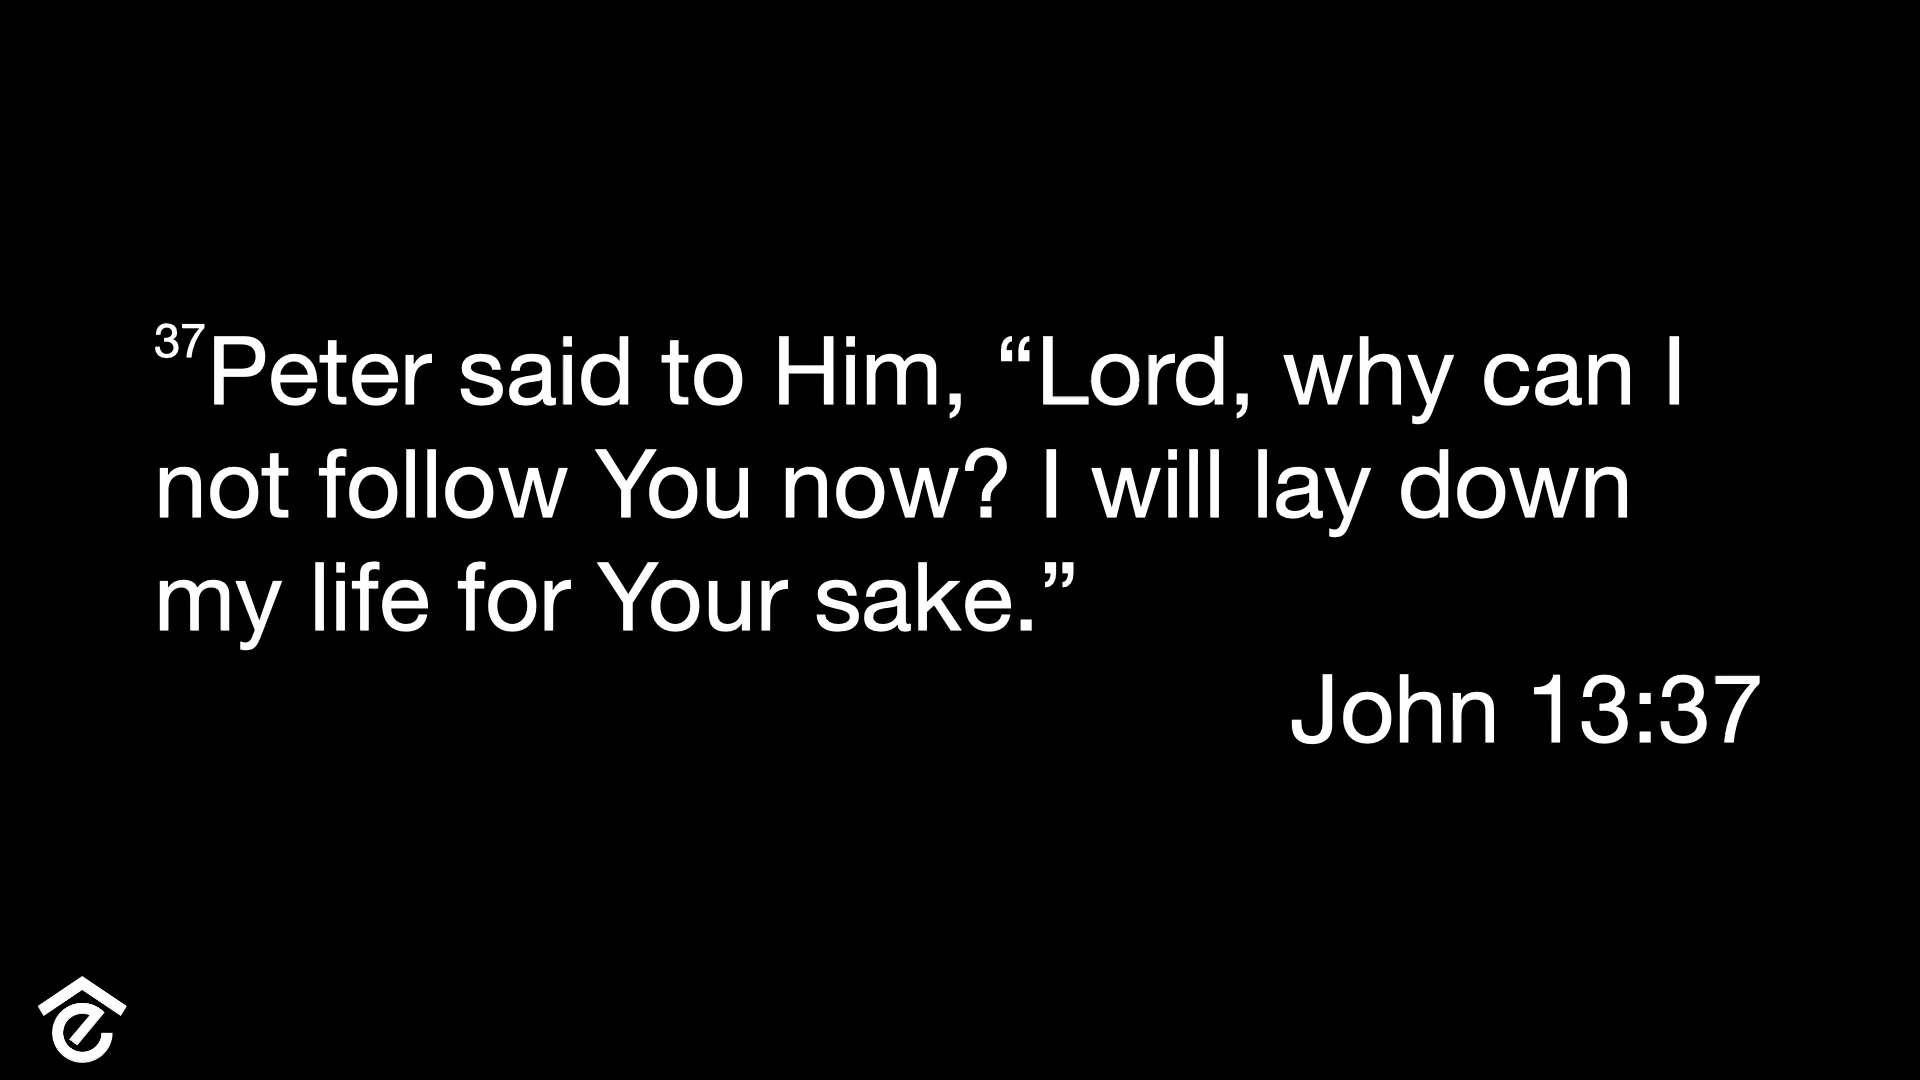 37Peter said to Him, “Lord, why can I
not follow You now? I will lay down
my life for Your sake.”
John 13:37
e